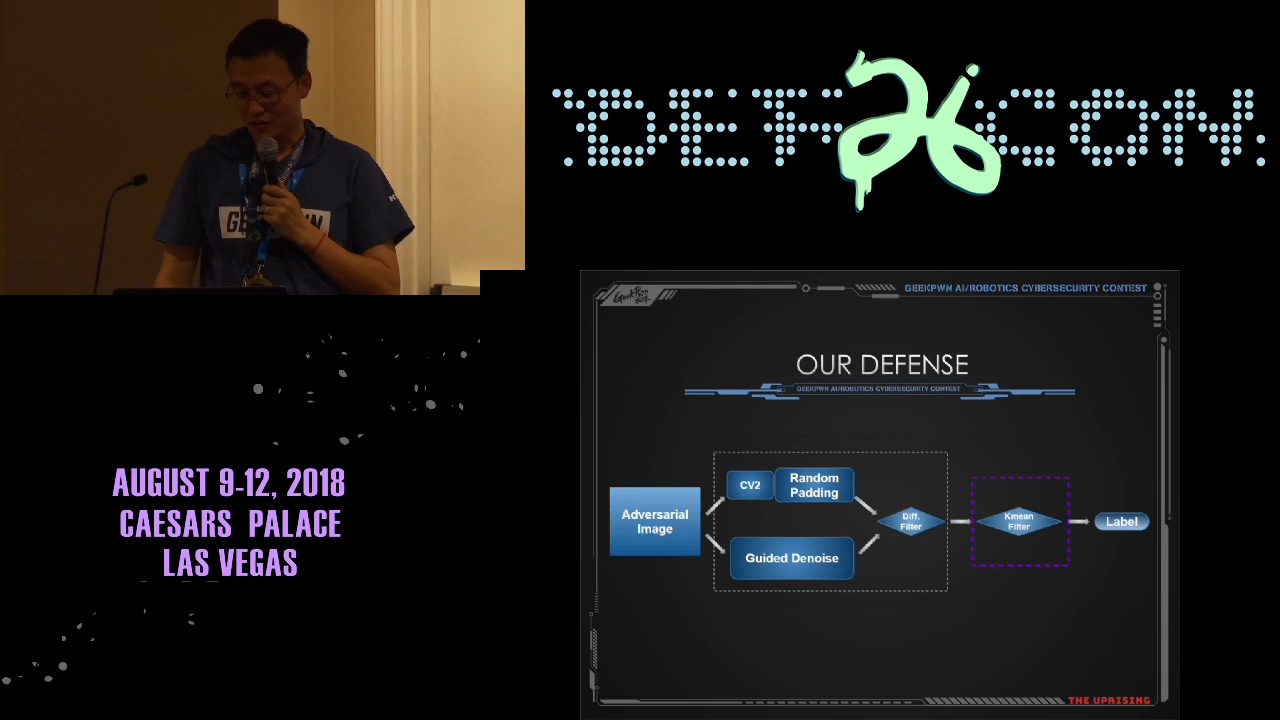 DEF CON
26
AUGUST 9-12, 2018
CAESARS PALACE
LAS VEGAS
GeekPwn
GEEKPWN AI/ROBOTICS CYBERSECURITY CONTEST
OUR DEFENSE
GEEKPWN AI/ROBOTICS CYBERSECURITY CONTEST
Adversarial
Image
CV2
Random
Padding
Guided Denoise
Diff.
Filter
Kmean
Filter
Label
THE UPRISING